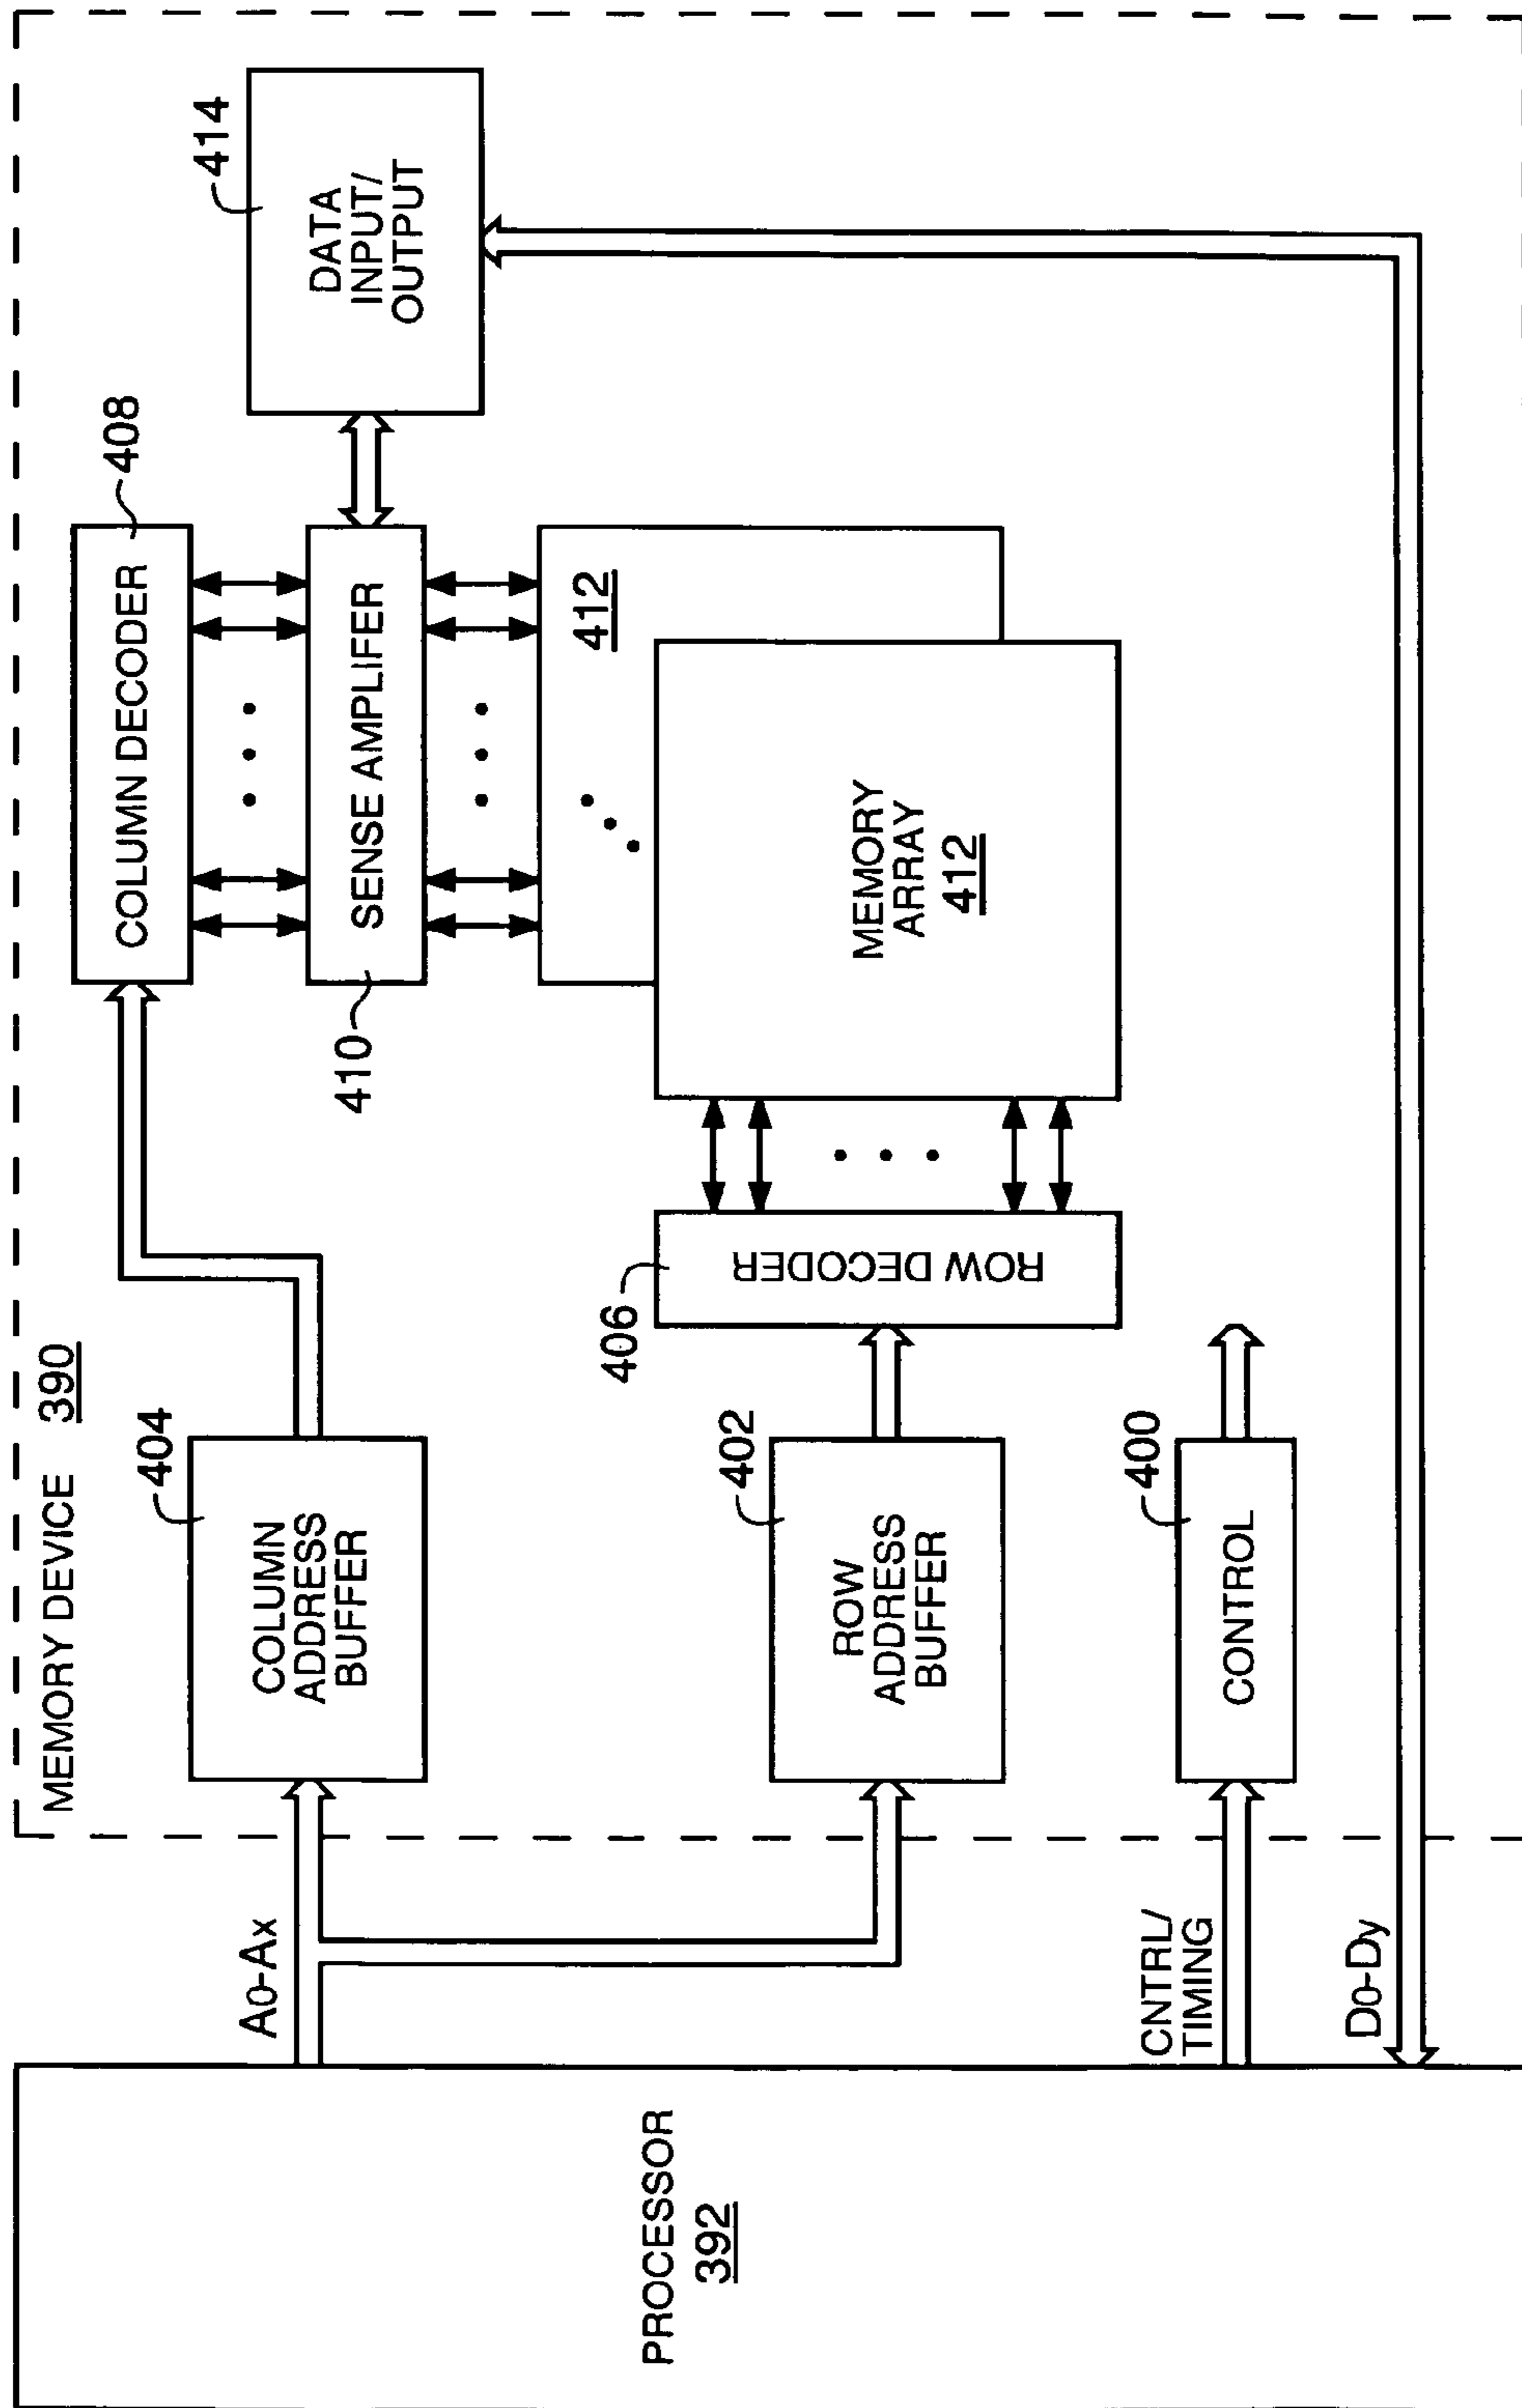 MEMORY DEVICE 390
COLUMN DECODER
408
404
COLUMN
ADDRESS
BUFFER
SENSE AMPLIFER
410
414
DATA
INPUT/
OUTPUT
412
A0-Ax
PROCESSOR
392
402
ROW
ADDRESS
BUFFER
406
ROW DECODER
MEMORY
ARRAY
412
CNTRL/
TIMING
400
CONTROL
D0-Dy